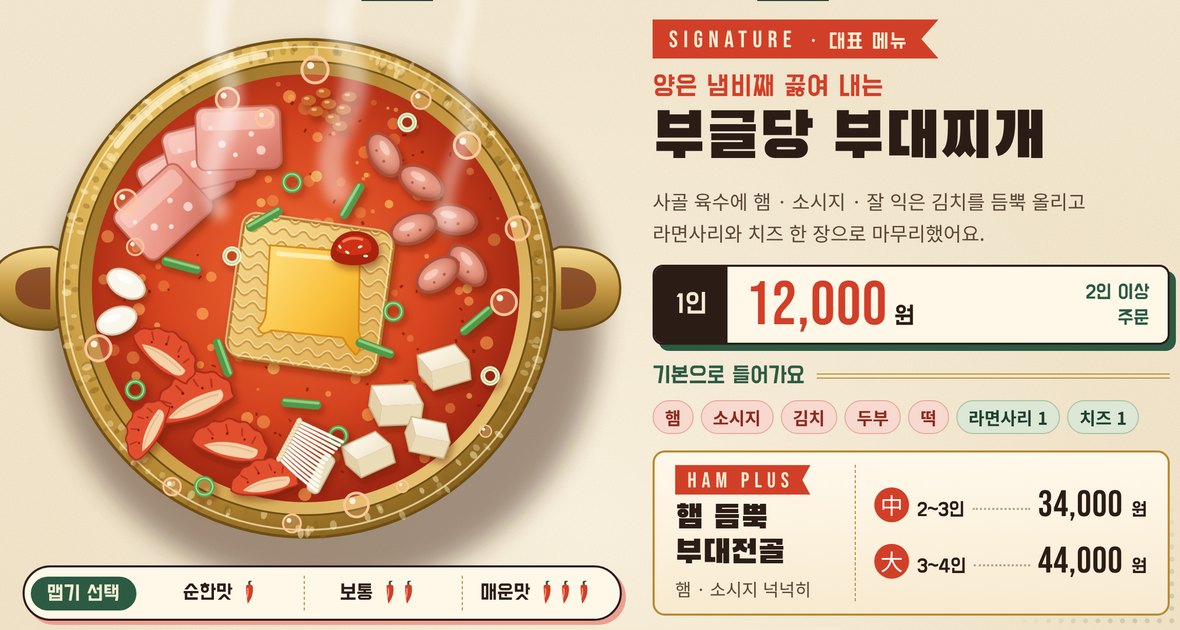 SIGNATURE · 대표 메뉴
양은 냄비째 끓여 내는
부글당 부대찌개
사골 육수에 햄 · 소시지 · 잘 익은 김치를 듬뿍 올리고
라면사리와 치즈 한 장으로 마무리했어요.
1인 12,000 원 2인 이상
주문
기본으로 들어가요
햄 소시지 김치 두부 떡 라면사리 1 치즈 1
HAM PLUS
햄 듬뿍
부대전골
햄 · 소시지 넉넉히
中 2~3인 34,000 원
大 3~4인 44,000 원
맵기 선택 순한맛 보통 매운맛